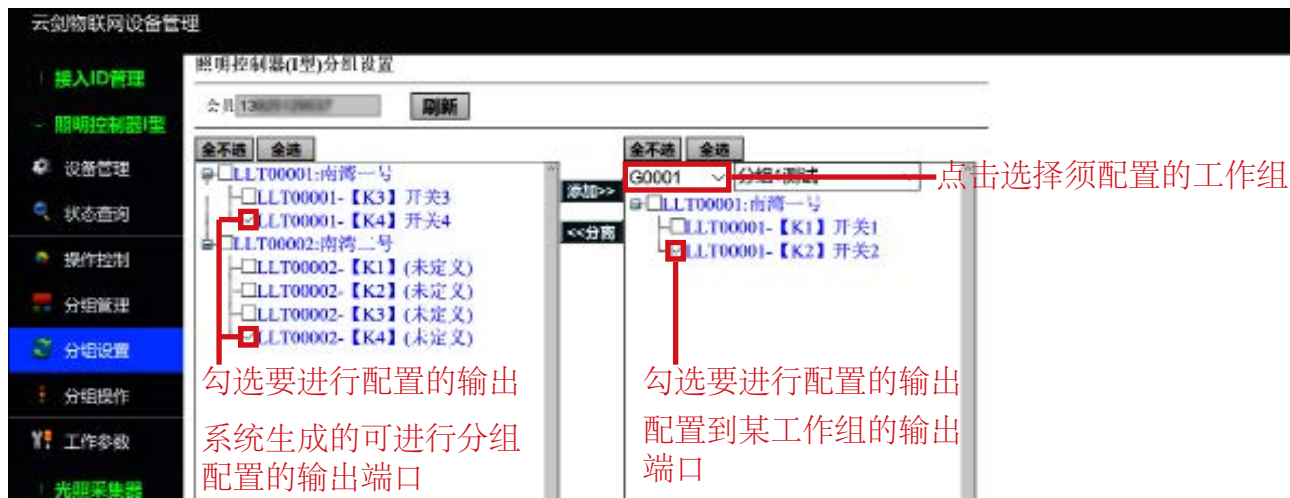 云剑物联网设备管理
接入ID管理
照明控制器I型
设备管理
状态查询
操作控制
分组管理
分组设置
分组操作
工作参数
光照采集器
照明控制器(I型)分组设置
会员
刷新
全不选 全选
LLT00001:南湾一号
LLT00001-【K3】开关3
LLT00001-【K4】开关4
LLT00002:南湾二号
LLT00002-【K1】(未定义)
LLT00002-【K2】(未定义)
LLT00002-【K3】(未定义)
LLT00002-【K4】(未定义)
勾选要进行配置的输出
系统生成的可进行分组
配置的输出端口
添加>>
<<分离
全不选 全选
G0001
点击选择须配置的工作组
LLT00001:南湾一号
LLT00001-【K1】开关1
LLT00001-【K2】开关2
勾选要进行配置的输出
配置到某工作组的输出
端口